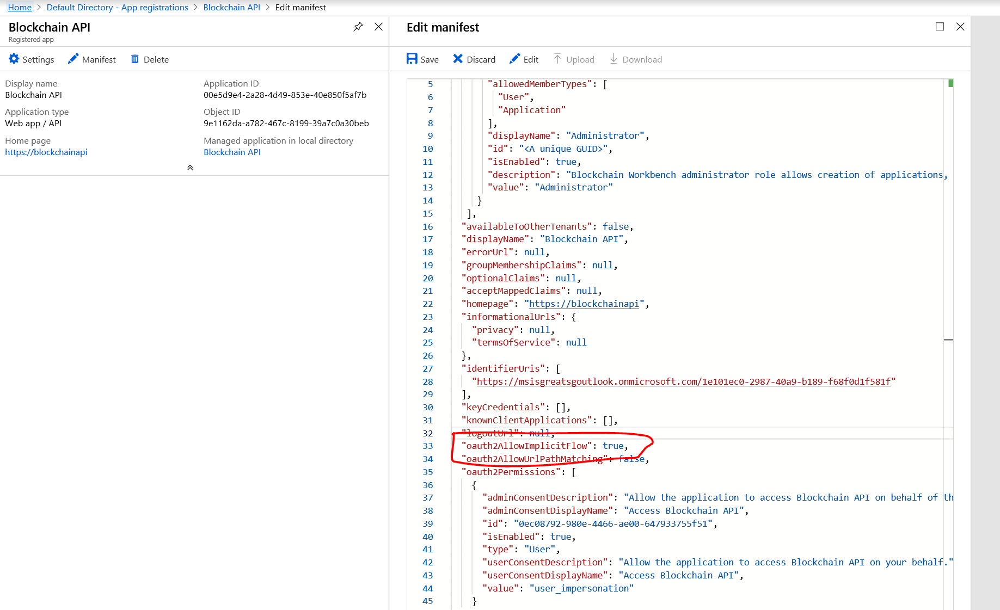 Home > Default Directory - App registrations > Blockchain API > Edit manifest
Blockchain API
Registered app
Settings Manifest Delete
Display name
Blockchain API
Application type
Web app / API
Home page
https://blockchainapi
Application ID
00e5d9e4-2a28-4d49-853e-40e850f5af7b
Object ID
9e1162da-a782-467c-8199-39a7c0a30beb
Managed application in local directory
Blockchain API
Edit manifest
Save Discard Edit Upload Download
5 "allowedMemberTypes": [
6 "User",
7 "Application"
8 ],
9 "displayName": "Administrator",
10 "id": "<A unique GUID>",
11 "isEnabled": true,
12 "description": "Blockchain Workbench administrator role allows creation of applications,
13 "value": "Administrator"
14 }
15 ],
16 "availableToOtherTenants": false,
17 "displayName": "Blockchain API",
18 "errorUrl": null,
19 "groupMembershipClaims": null,
20 "optionalClaims": null,
21 "acceptMappedClaims": null,
22 "homepage": "https://blockchainapi",
23 "informationalUrls": {
24 "privacy": null,
25 "termsOfService": null
26 },
27 "identifierUris": [
28 "https://msisgreatsgoutlook.onmicrosoft.com/1e101ec0-2987-40a9-b189-f68f0d1f581f"
29 ],
30 "keyCredentials": [],
31 "knownClientApplications": [],
32 "logoutUrl": null,
33 "oauth2AllowImplicitFlow": true,
34 "oauth2AllowUrlPathMatching": false,
35 "oauth2Permissions": [
36 {
37 "adminConsentDescription": "Allow the application to access Blockchain API on behalf of th
38 "adminConsentDisplayName": "Access Blockchain API",
39 "id": "0ec08792-980e-4466-ae00-647933755f51",
40 "isEnabled": true,
41 "type": "User",
42 "userConsentDescription": "Allow the application to access Blockchain API on your behalf."
43 "userConsentDisplayName": "Access Blockchain API",
44 "value": "user_impersonation"
45 }